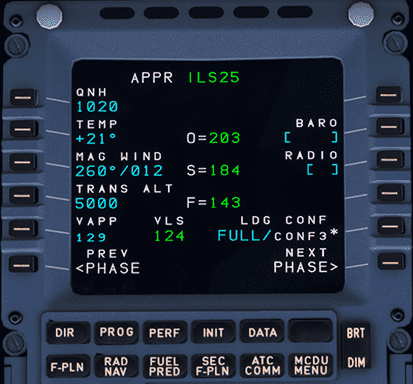 APPR ILS25
QNH
1020
TEMP BARO
+21° O=203 [ ]
MAG WIND RADIO
260°/012 S=184 [ ]
TRANS ALT
5000 F=143
VAPP VLS LDG CONF
129 124 FULL/CONF3*
PREV NEXT
<PHASE PHASE>
DIR PROG PERF INIT DATA BRT
F-PLN RAD NAV FUEL PRED SEC F-PLN ATC COMM MCDU MENU DIM